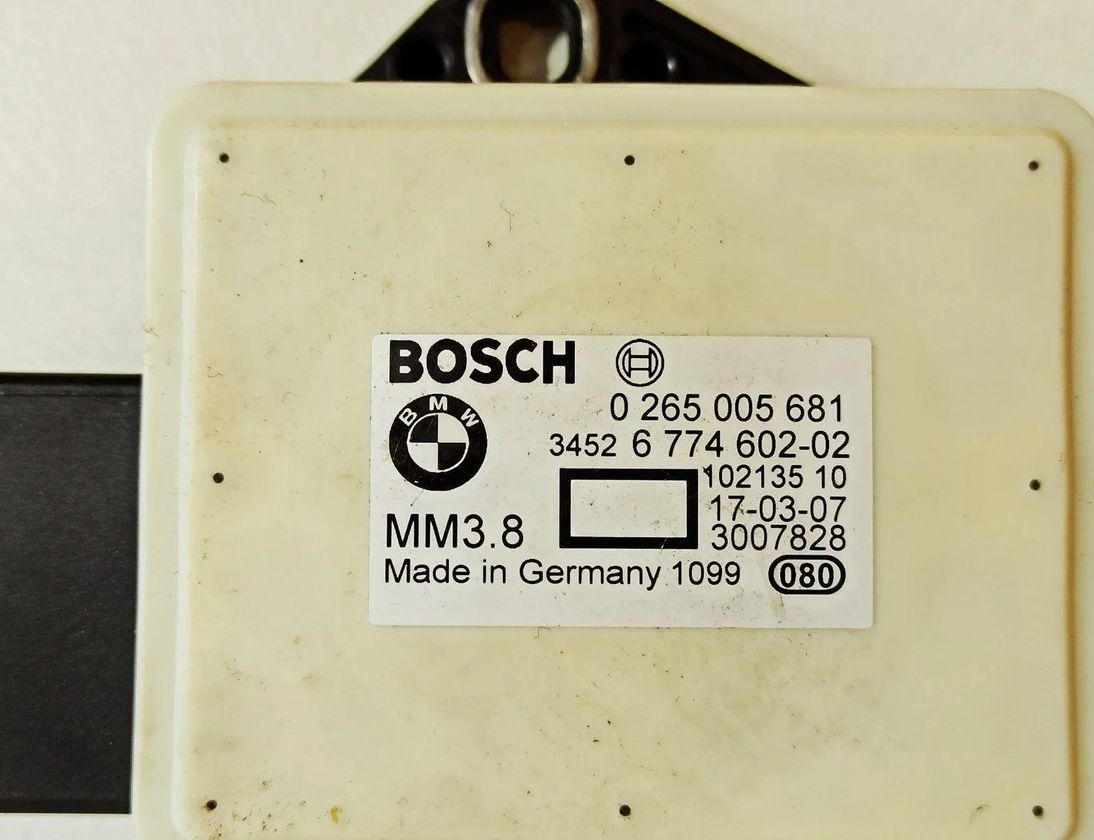 BOSCH
BMW
0 265 005 681
3452 6 774 602-02
102135 10
17-03-07
MM3.8
3007828
Made in Germany 1099 080